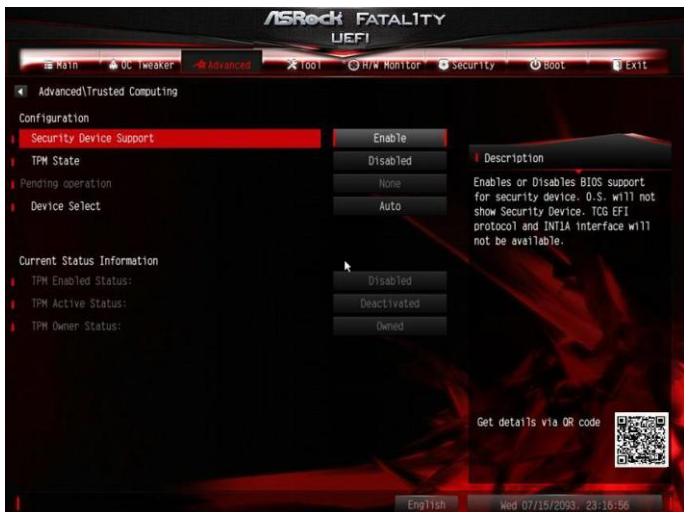 ASRock FATAL1TY
UEFI
Main OC Tweaker Advanced Tool H/W Monitor Security Boot Exit
Advanced\Trusted Computing
Configuration
Security Device Support Enable
TPM State Disabled
Pending operation None
Device Select Auto
Current Status Information
TPM Enabled Status: Disabled
TPM Active Status: Deactivated
TPM Owner Status: Owned
Description
Enables or Disables BIOS support
for security device. O.S. will not
show Security Device. TCG EFI
protocol and INT1A interface will
not be available.
Get details via QR code
English Wed 07/15/2093. 23:16:56